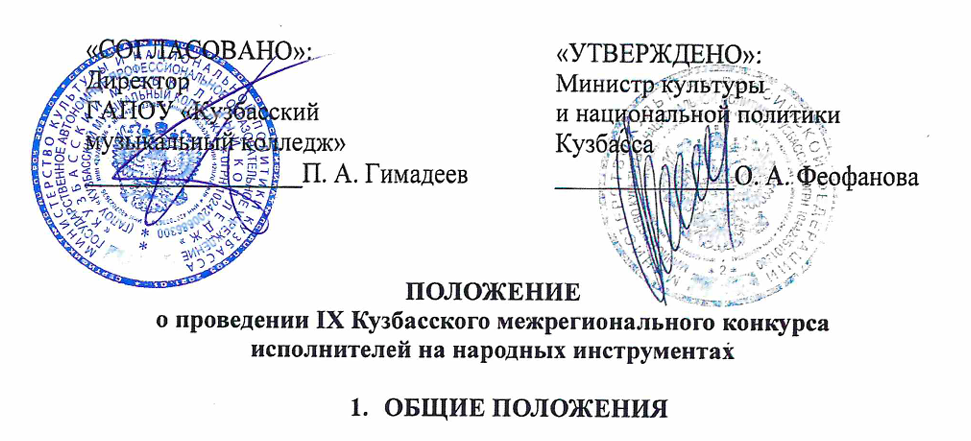 «СОГЛАСОВАНО»:
Директор
ГАПОУ «Кузбасский
музыкальный колледж»
П. А. Гимадеев
«УТВЕРЖДЕНО»:
Министр культуры
и национальной политики
Кузбасса
О. А. Феофанова
ПОЛОЖЕНИЕ
о проведении IX Кузбасского межрегионального конкурса
исполнителей на народных инструментах
1. ОБЩИЕ ПОЛОЖЕНИЯ